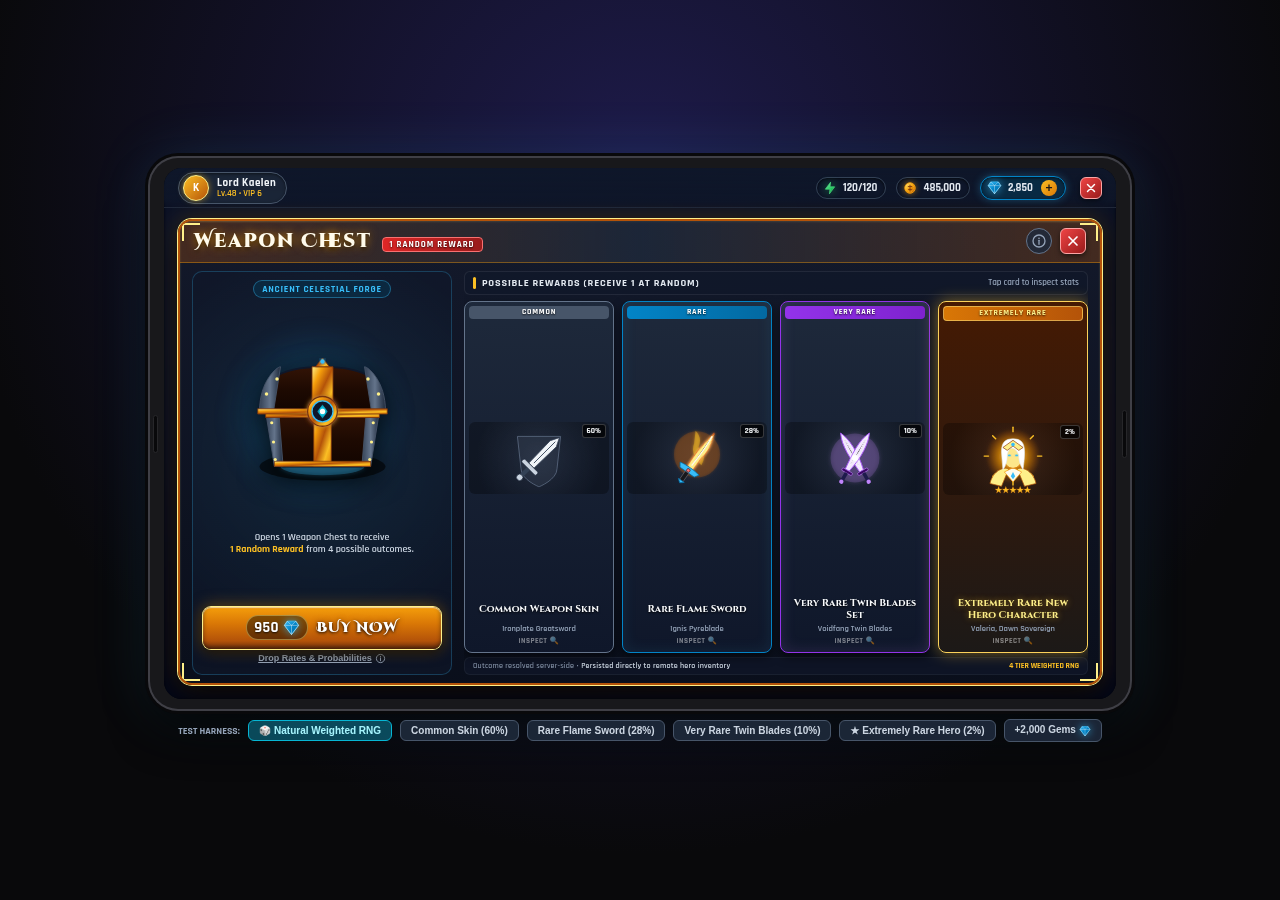 K
Lord Kaelen
Lv.48 · VIP 6
120/120
485,000
2,850
+
WEAPON CHEST
1 RANDOM REWARD
ANCIENT CELESTIAL FORGE
Opens 1 Weapon Chest to receive
1 Random Reward from 4 possible outcomes.
950 BUY NOW
Drop Rates & Probabilities
POSSIBLE REWARDS (RECEIVE 1 AT RANDOM)
Tap card to inspect stats
COMMON
60%
COMMON WEAPON SKIN
Ironplate Greatsword
INSPECT
RARE
28%
RARE FLAME SWORD
Ignis Pyreblade
INSPECT
VERY RARE
10%
VERY RARE TWIN BLADES
SET
Voidfang Twin Blades
INSPECT
EXTREMELY RARE
2%
★★★★★
EXTREMELY RARE NEW
HERO CHARACTER
Valeria, Dawn Sovereign
INSPECT
Outcome resolved server-side · Persisted directly to remote hero inventory
4 TIER WEIGHTED RNG
TEST HARNESS:
Natural Weighted RNG
Common Skin (60%)
Rare Flame Sword (28%)
Very Rare Twin Blades (10%)
★ Extremely Rare Hero (2%)
+2,000 Gems